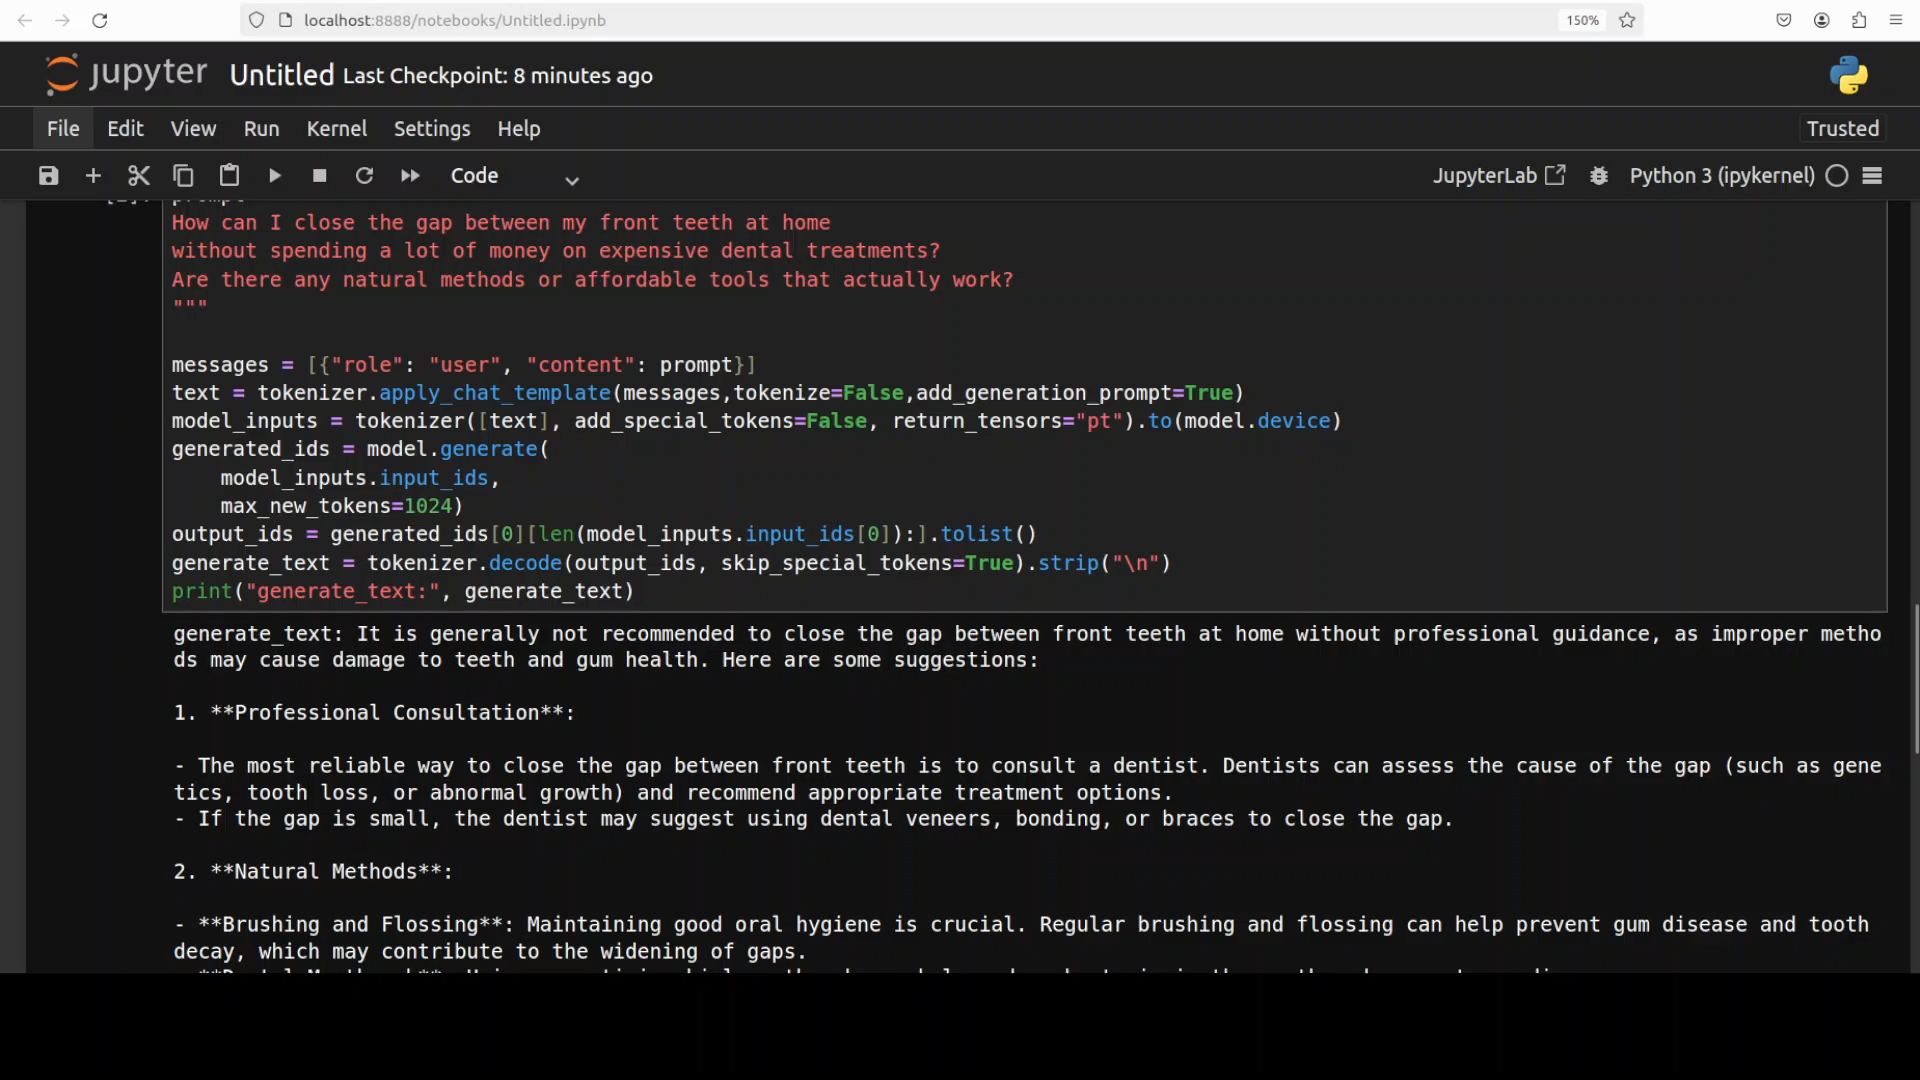 localhost:8888/notebooks/Untitled.ipynb
150%
jupyter Untitled Last Checkpoint: 8 minutes ago
File Edit View Run Kernel Settings Help
Trusted
Code
JupyterLab
Python 3 (ipykernel)
How can I close the gap between my front teeth at home
without spending a lot of money on expensive dental treatments?
Are there any natural methods or affordable tools that actually work?
"""
messages = [{"role": "user", "content": prompt}]
text = tokenizer.apply_chat_template(messages,tokenize=False,add_generation_prompt=True)
model_inputs = tokenizer([text], add_special_tokens=False, return_tensors="pt").to(model.device)
generated_ids = model.generate(
model_inputs.input_ids,
max_new_tokens=1024)
output_ids = generated_ids[0][len(model_inputs.input_ids[0]):].tolist()
generate_text = tokenizer.decode(output_ids, skip_special_tokens=True).strip("\n")
print("generate_text:", generate_text)
generate_text: It is generally not recommended to close the gap between front teeth at home without professional guidance, as improper metho
ds may cause damage to teeth and gum health. Here are some suggestions:
1. **Professional Consultation**:
- The most reliable way to close the gap between front teeth is to consult a dentist. Dentists can assess the cause of the gap (such as gene
tics, tooth loss, or abnormal growth) and recommend appropriate treatment options.
- If the gap is small, the dentist may suggest using dental veneers, bonding, or braces to close the gap.
2. **Natural Methods**:
- **Brushing and Flossing**: Maintaining good oral hygiene is crucial. Regular brushing and flossing can help prevent gum disease and tooth
decay, which may contribute to the widening of gaps.